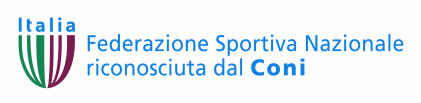 Italia
Federazione Sportiva Nazionale
riconosciuta dal Coni